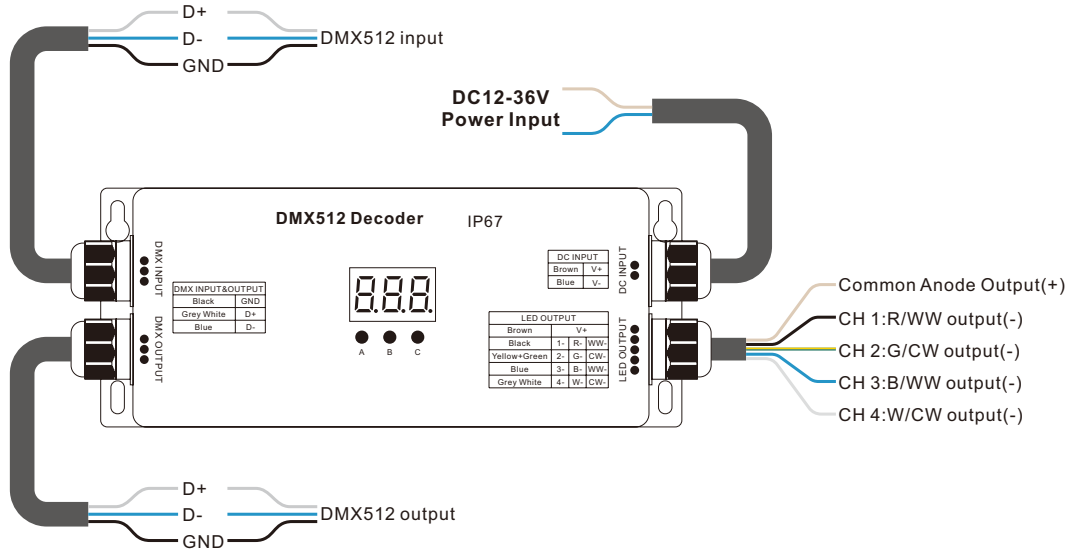 D+
D-
GND
DMX512 input
DC12-36V
Power Input
DMX512 Decoder
IP67
DMX INPUT
DMX INPUT&OUTPUT
Black GND
Grey White D+
Blue D-
DMX OUTPUT
8.8.8.
A B C
DC INPUT
Brown V+
Blue V-
DC INPUT
LED OUTPUT
Brown V+
Black 1- R- WW-
Yellow+Green 2- G- CW-
Blue 3- B- WW-
Grey White 4- W- CW-
LED OUTPUT
Common Anode Output(+)
CH 1:R/WW output(-)
CH 2:G/CW output(-)
CH 3:B/WW output(-)
CH 4:W/CW output(-)
D+
D-
GND
DMX512 output